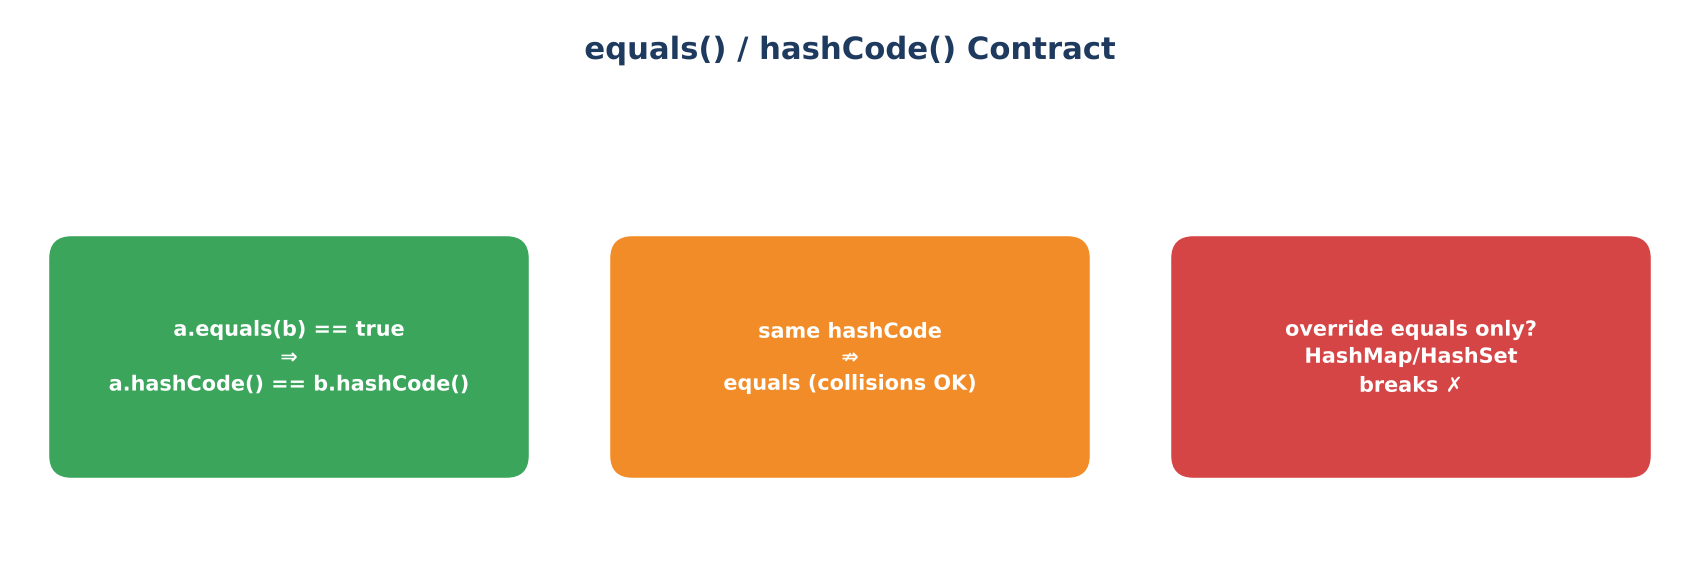 equals() / hashCode() Contract
a.equals(b) == true
⇒
a.hashCode() == b.hashCode()
same hashCode
⇏
equals (collisions OK)
override equals only?
HashMap/HashSet
breaks ✗